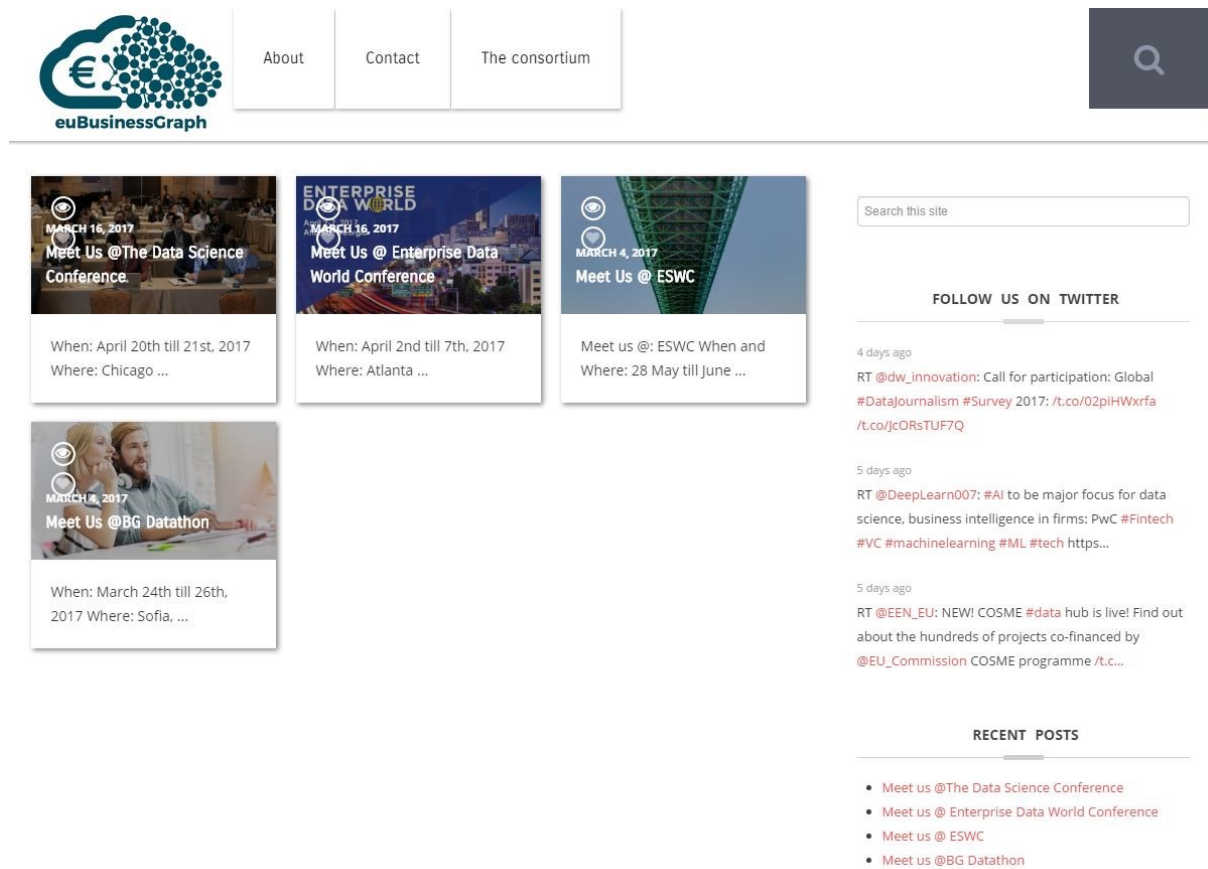 euBusinessGraph
About
Contact
The consortium
ENTERPRISE
DATA WORLD
MARCH 16, 2017
Meet Us @The Data Science
Conference
When: April 20th till 21st, 2017
Where: Chicago ...
MARCH 16, 2017
Meet Us @ Enterprise Data
World Conference
When: April 2nd till 7th, 2017
Where: Atlanta ...
MARCH 4, 2017
Meet Us @ ESWC
Meet us @: ESWC When and
Where: 28 May till June ...
MARCH 4, 2017
Meet Us @BG Datathon
When: March 24th till 26th,
2017 Where: Sofia, ...
Search this site
FOLLOW US ON TWITTER
4 days ago
RT @dw_innovation: Call for participation: Global
#DataJournalism #Survey 2017: /t.co/02piHWxrfa
/t.co/JcORsTUF7Q
5 days ago
RT @DeepLearn007: #AI to be major focus for data
science, business intelligence in firms: PwC #Fintech
#VC #machinelearning #ML #tech https...
5 days ago
RT @EEN_EU: NEW! COSME #data hub is live! Find out
about the hundreds of projects co-financed by
@EU_Commission COSME programme /t.c...
RECENT POSTS
Meet us @The Data Science Conference
Meet us @ Enterprise Data World Conference
Meet us @ ESWC
Meet us @BG Datathon